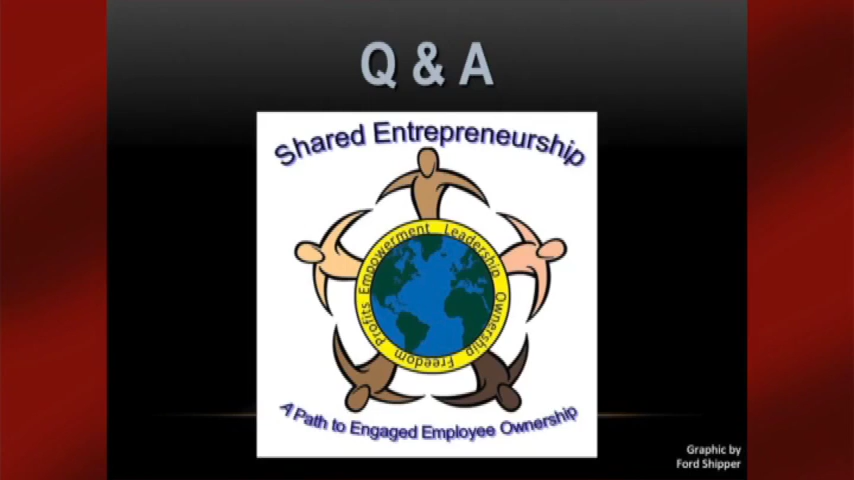 Q & A
Shared Entrepreneurship
Empowerment Leadership Ownership Freedom Profits
A Path to Engaged Employee Ownership
Graphic by
Ford Shipper